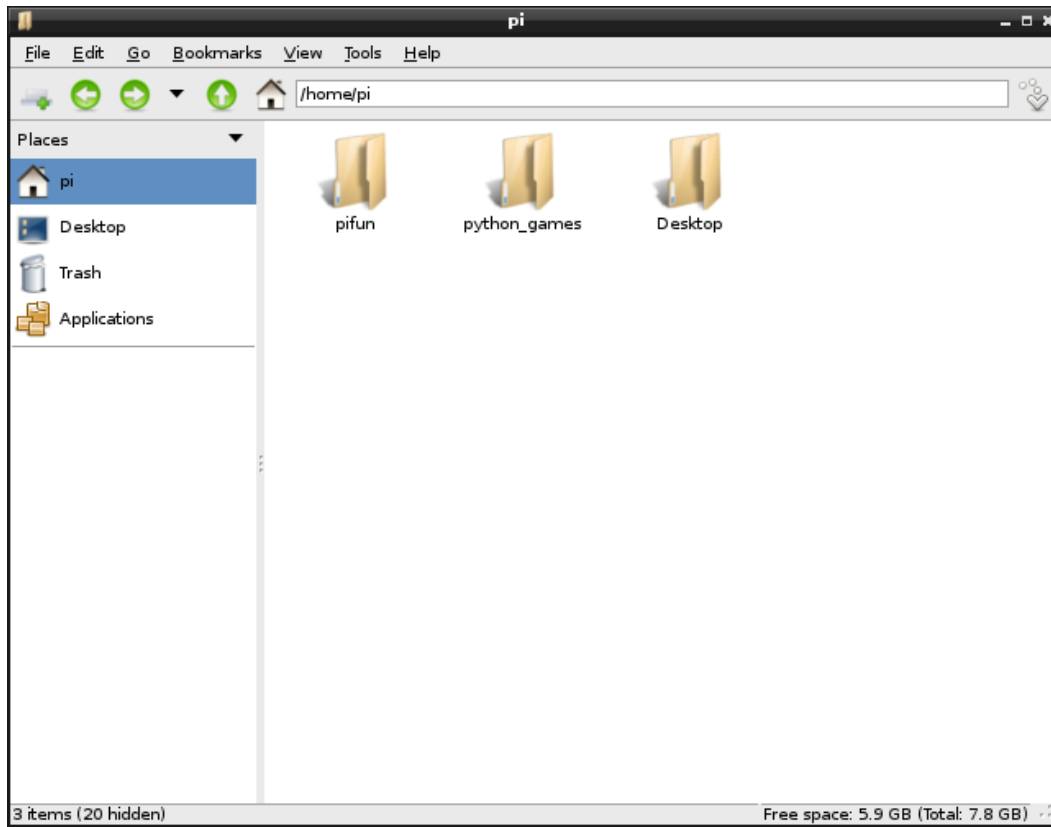 pi
File Edit Go Bookmarks View Tools Help
/home/pi
Places
pi
Desktop
Trash
Applications
pifun python_games Desktop
3 items (20 hidden) Free space: 5.9 GB (Total: 7.8 GB)